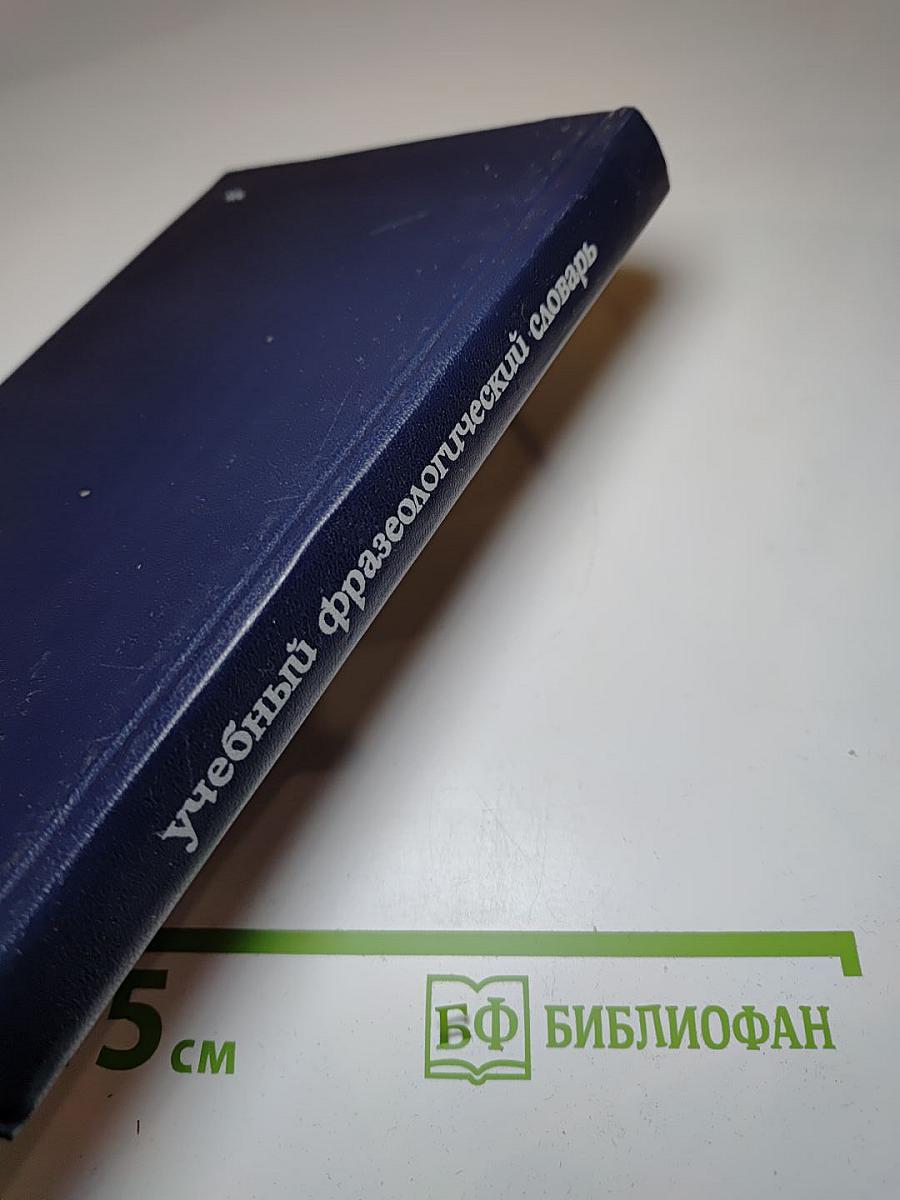 учебный фразеологический словарь
5 см
БФ БИБЛИОФАН